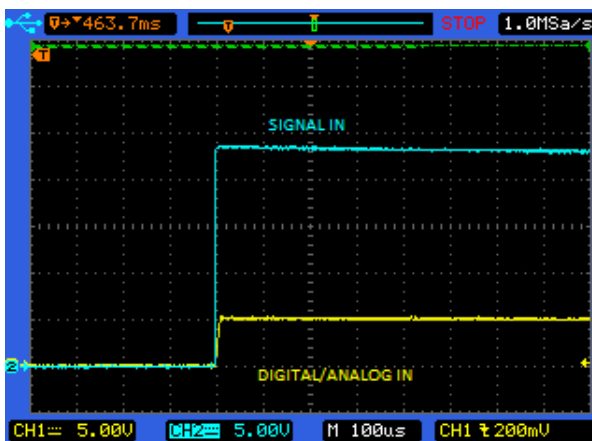 463.7ms T STOP 1.0MSa/s
T
SIGNAL IN
2
DIGITAL/ANALOG IN
CH1 5.00V CH2 5.00V M 100us CH1 200mV